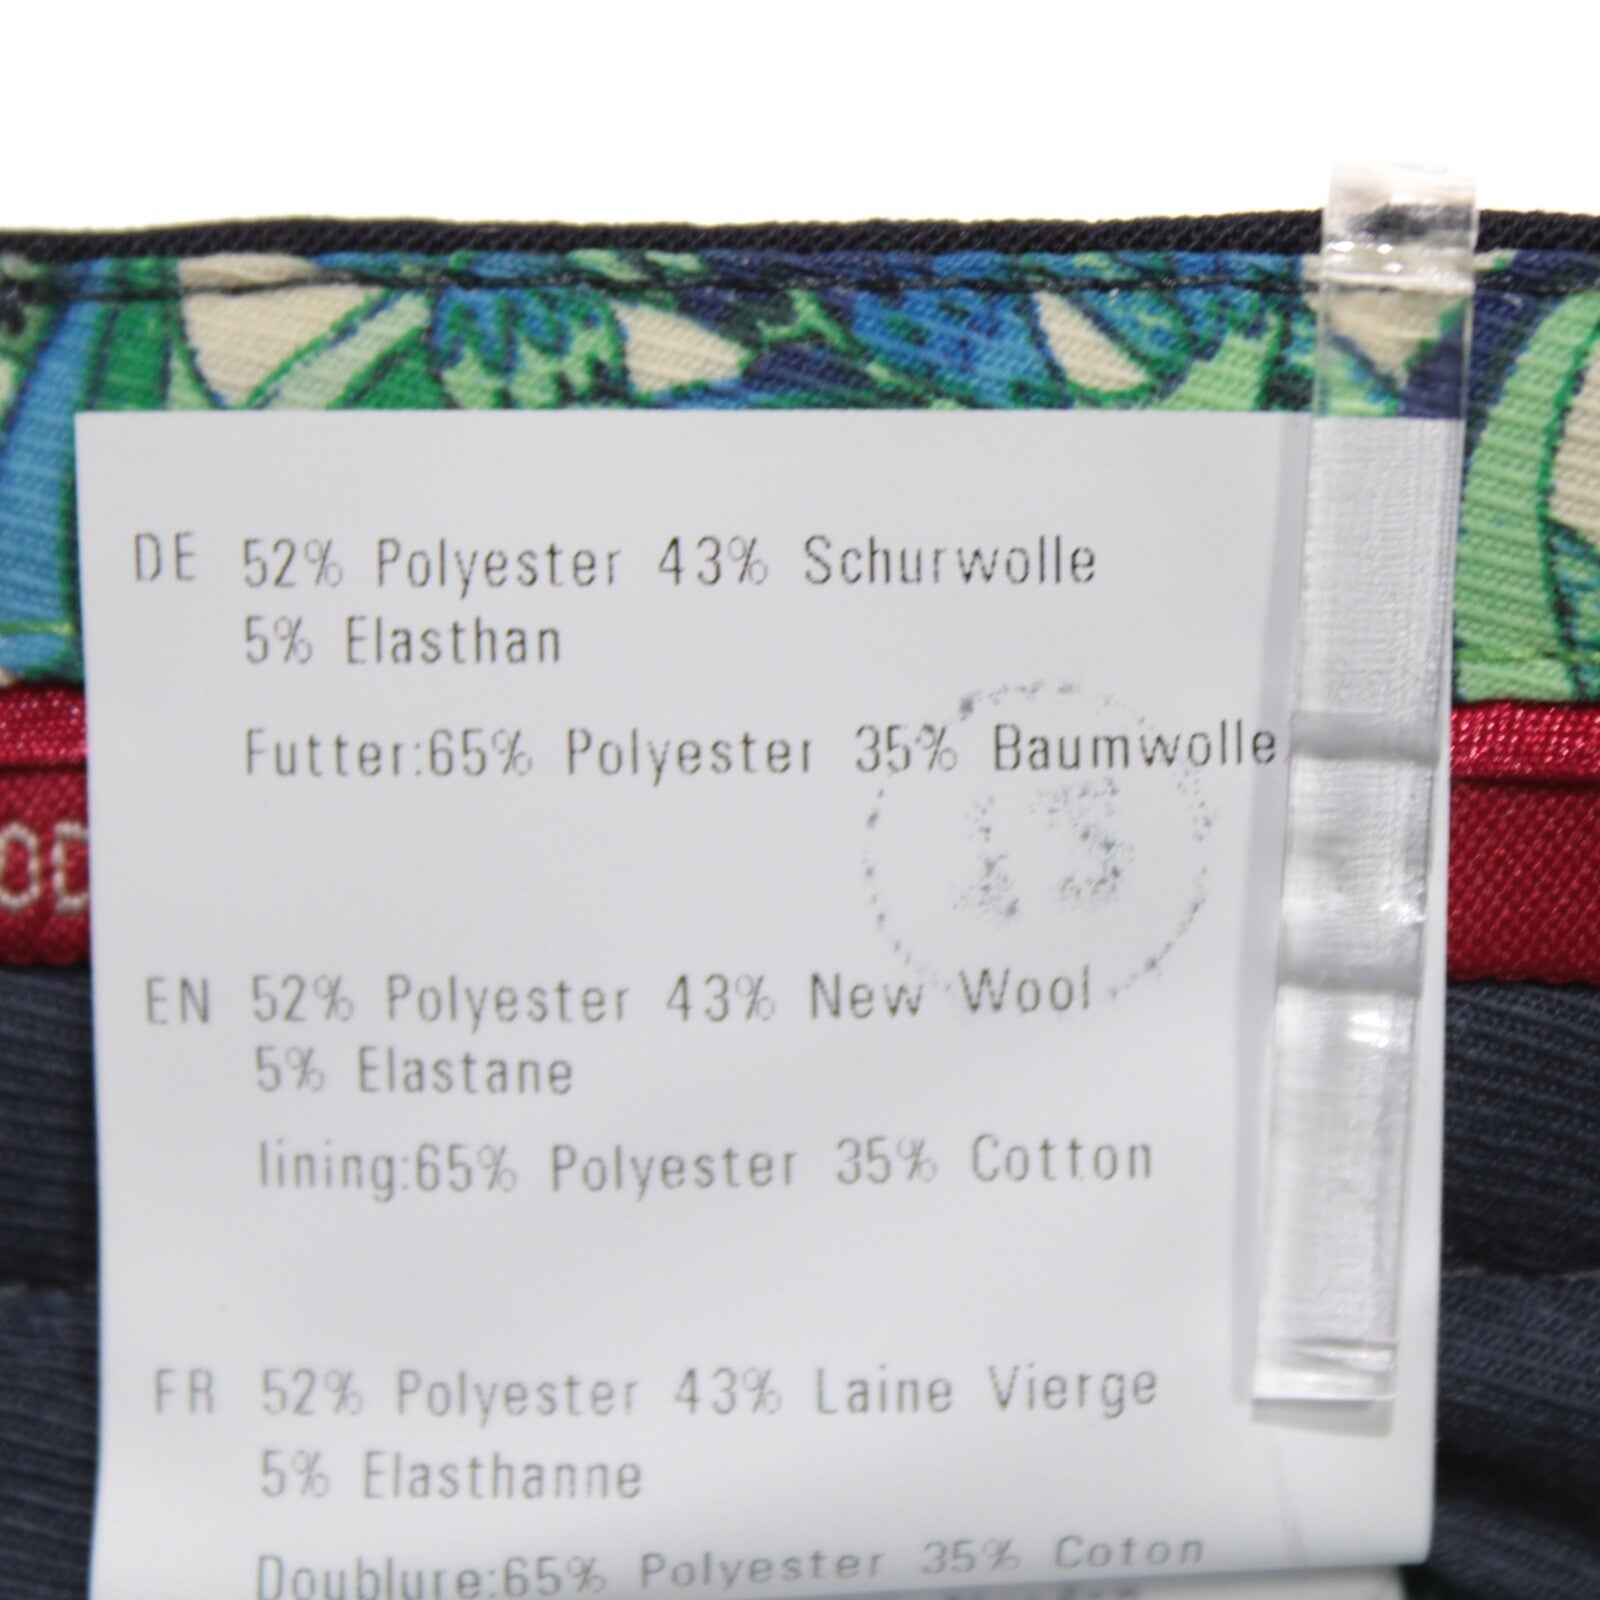 DE 52% Polyester 43% Schurwolle
5% Elasthan
Futter:65% Polyester 35% Baumwolle
13
OD
EN 52% Polyester 43% New Wool
5% Elastane
lining:65% Polyester 35% Cotton
FR 52% Polyester 43% Laine Vierge
5% Elasthanne
Doublure:65% Polyester 35% Coton